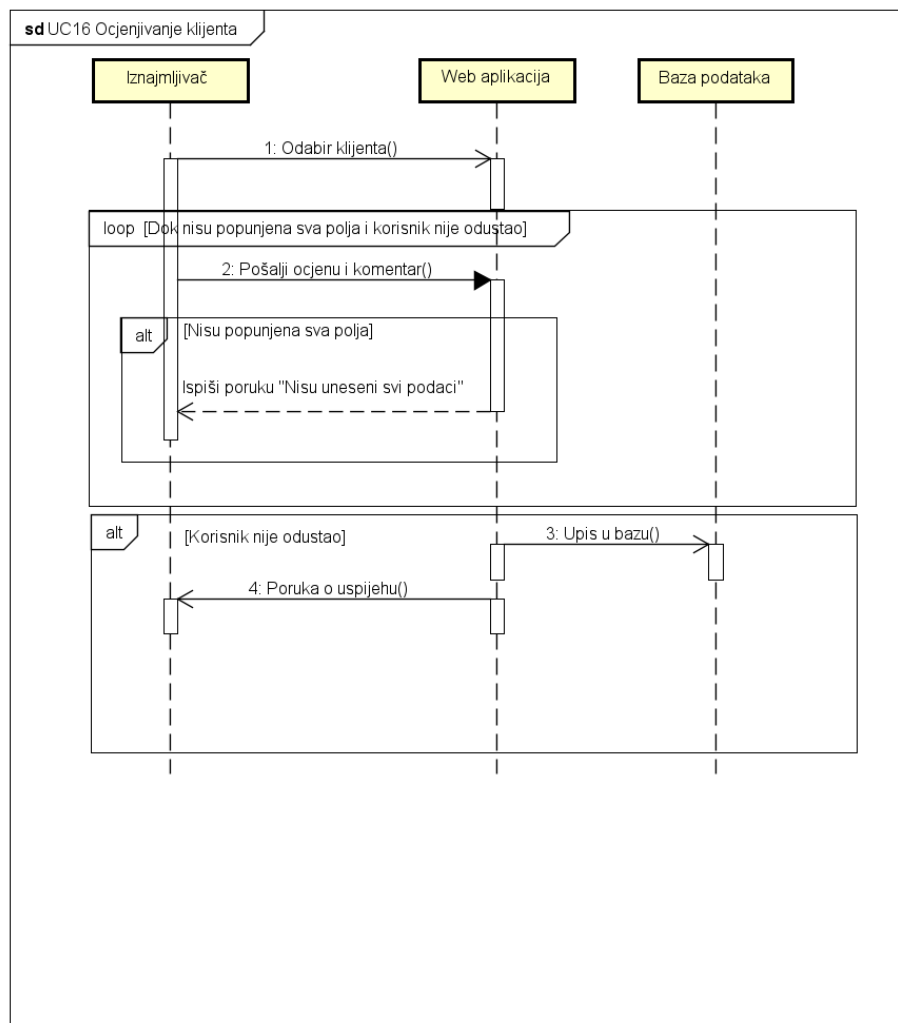 sd UC16 Ocjenjivanje klijenta
Iznajmljivač
Web aplikacija
Baza podataka
1: Odabir klijenta()
loop [Dok nisu popunjena sva polja i korisnik nije odustao]
2: Pošalji ocjenu i komentar()
alt [Nisu popunjena sva polja]
Ispiši poruku "Nisu uneseni svi podaci"
alt [Korisnik nije odustao]
3: Upis u bazu()
4: Poruka o uspijehu()